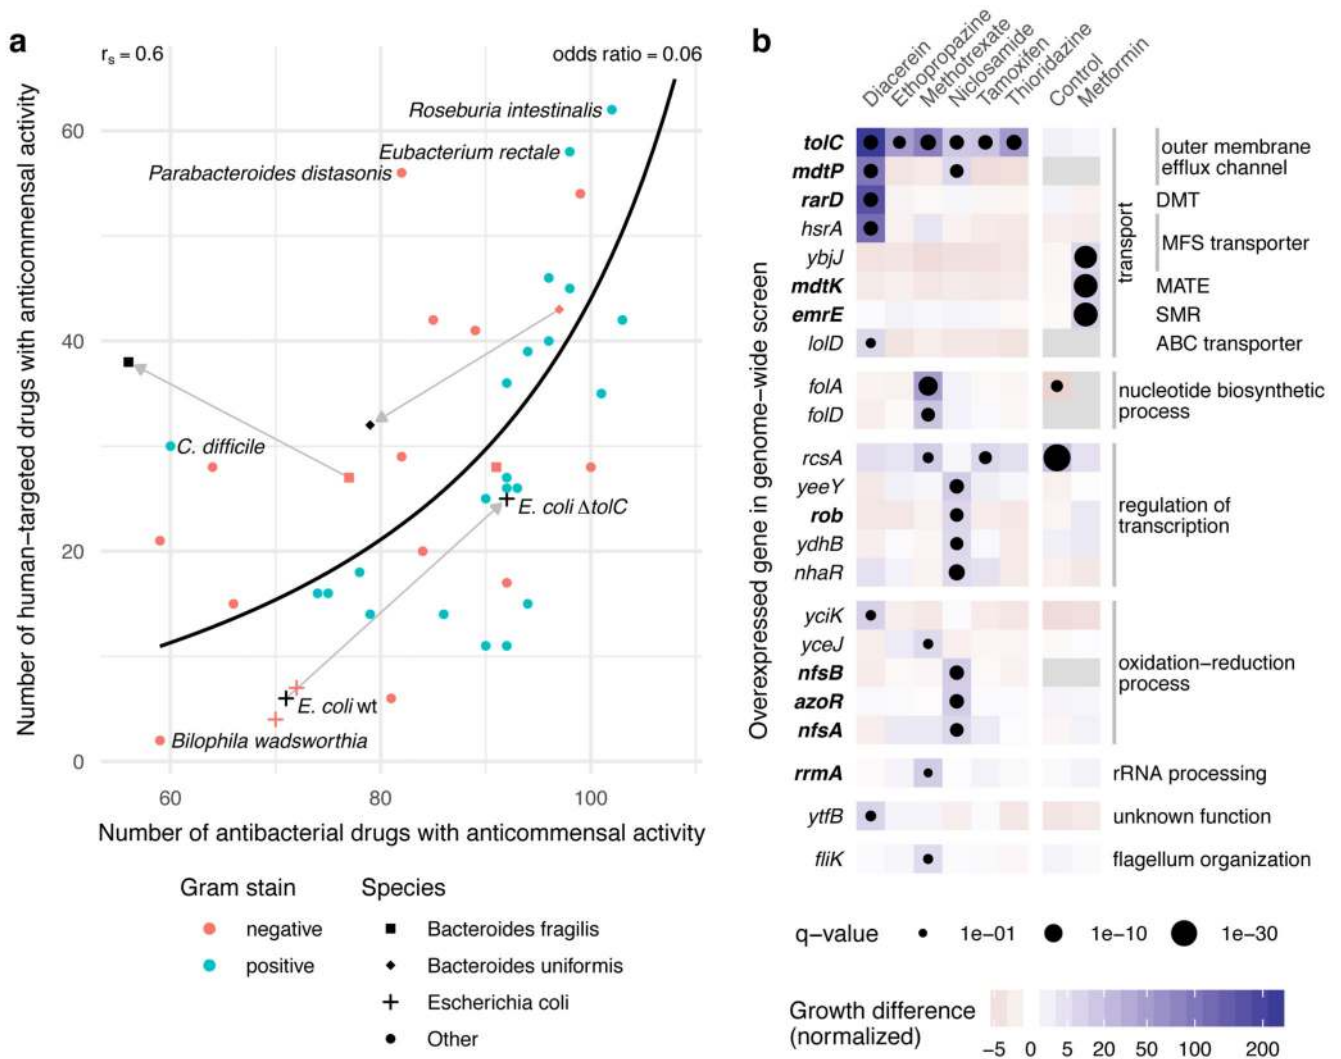 a
r_s = 0.6
odds ratio = 0.06
Number of human−targeted drugs with anticommensal activity
60
40
20
0
Roseburia intestinalis
Eubacterium rectale
Parabacteroides distasonis
C. difficile
E. coli ΔtolC
E. coli wt
Bilophila wadsworthia
60
80
100
Number of antibacterial drugs with anticommensal activity
Gram stain
negative
positive
Species
Bacteroides fragilis
Bacteroides uniformis
Escherichia coli
Other
b
Diacerein
Ethopropazine
Methotrexate
Niclosamide
Tamoxifen
Thioridazine
Control
Metformin
Overexpressed gene in genome−wide screen
tolC
mdtP
rarD
hsrA
ybjJ
mdtK
emrE
lolD
folA
folD
rcsA
yeeY
rob
ydhB
nhaR
yciK
yceJ
nfsB
azoR
nfsA
rrmA
ytfB
fliK
transport
outer membrane
efflux channel
DMT
MFS transporter
MATE
SMR
ABC transporter
nucleotide biosynthetic
process
regulation of
transcription
oxidation−reduction
process
rRNA processing
unknown function
flagellum organization
q−value
1e−01
1e−10
1e−30
Growth difference
(normalized)
−5
0
5
20
50
100
200